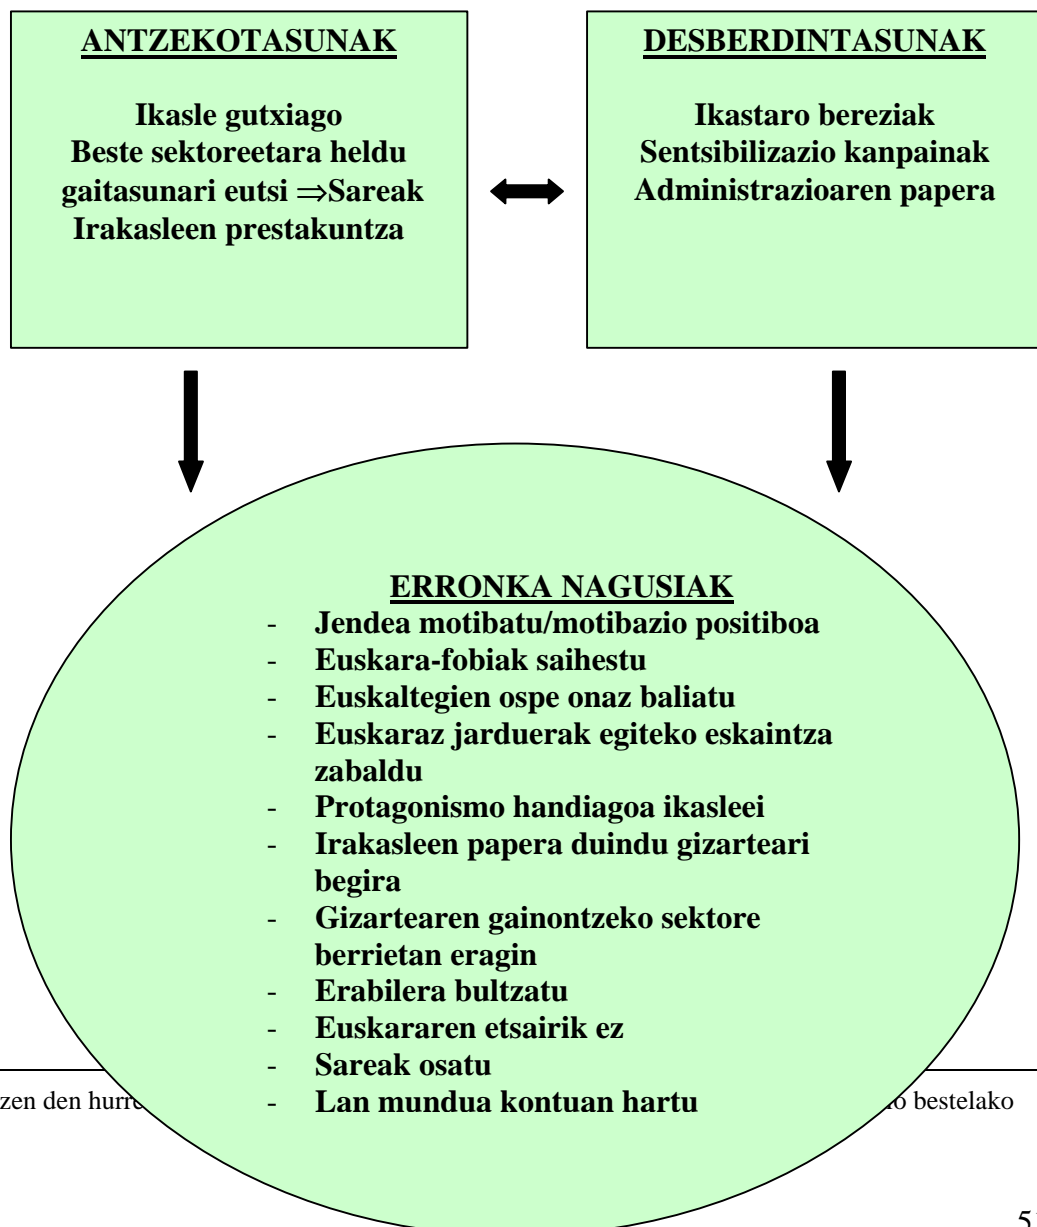 ANTZEKOTASUNAK
Ikasle gutxiago
Beste sektoreetara heldu
gaitasunari eutsi ⇒Sareak
Irakasleen prestakuntza
DESBERDINTASUNAK
Ikastaro bereziak
Sentsibilizazio kanpainak
Administrazioaren papera
ERRONKA NAGUSIAK
- Jendea motibatu/motibazio positiboa
- Euskara-fobiak saihestu
- Euskaltegien ospe onaz baliatu
- Euskaraz jarduerak egiteko eskaintza
zabaldu
- Protagonismo handiagoa ikasleei
- Irakasleen papera duindu gizarteari
begira
- Gizartearen gainontzeko sektore
berrietan eragin
- Erabilera bultzatu
- Euskararen etsairik ez
- Sareak osatu
- Lan mundua kontuan hartu
den bestelako